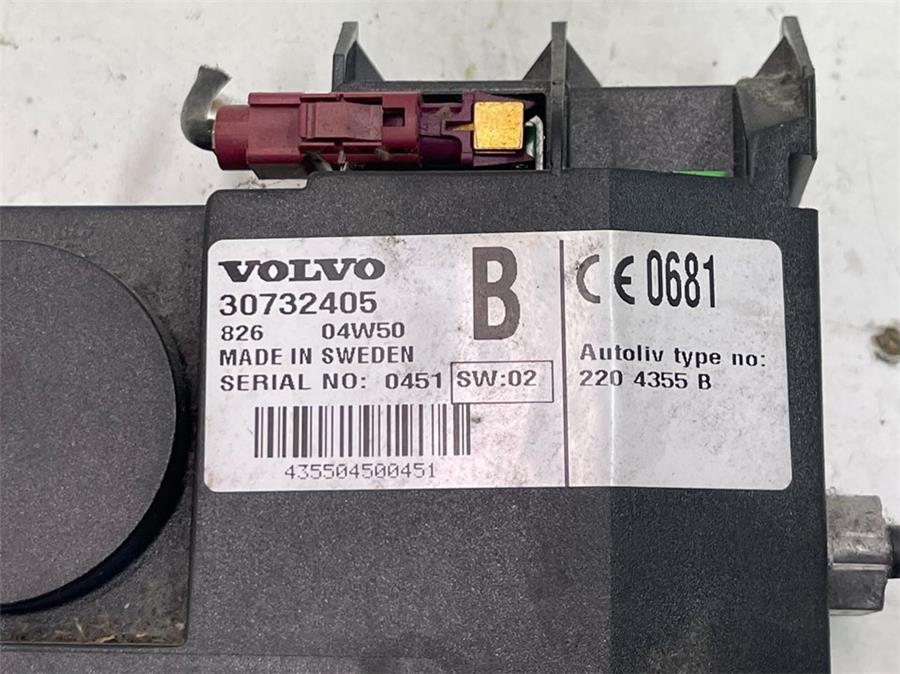 VOLVO
B
30732405
826 04W50
MADE IN SWEDEN
SERIAL NO: 0451 SW:02
435504500451
CE 0681
Autoliv type no:
220 4355 B